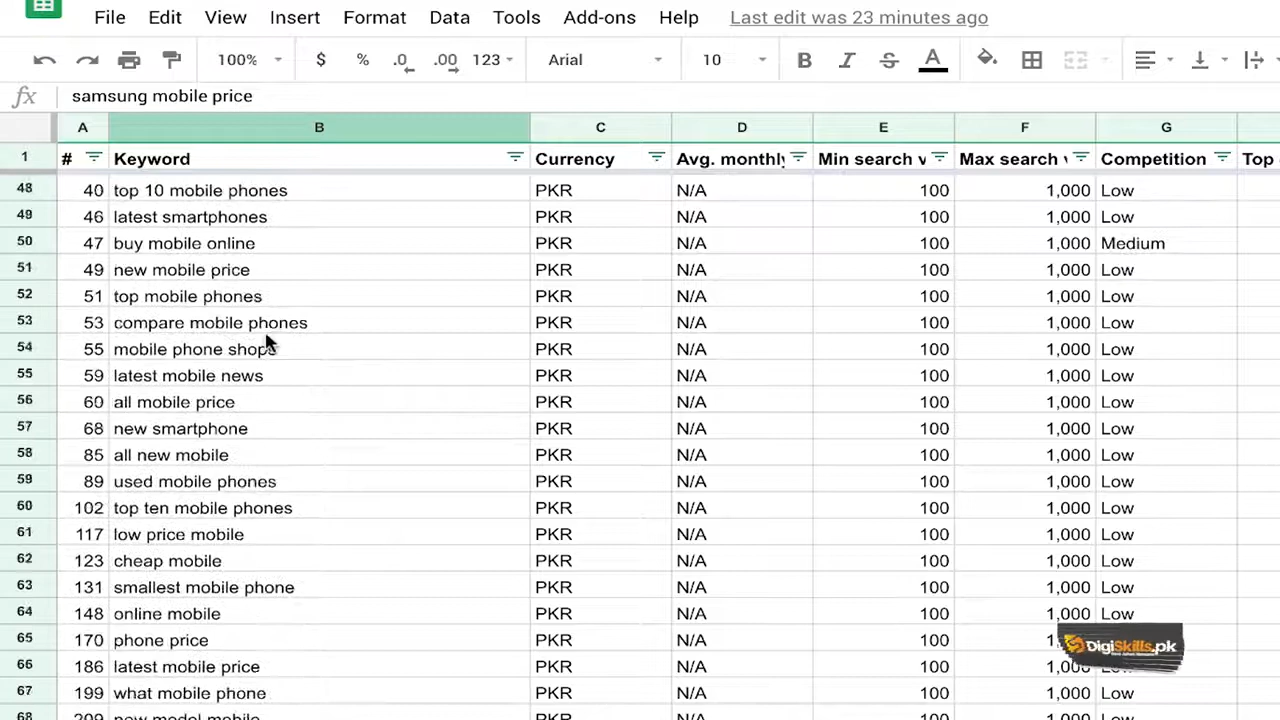 File Edit View Insert Format Data Tools Add-ons Help Last edit was 23 minutes ago
100% $ % .0 .00 123 Arial 10 B I S A
fx samsung mobile price
A B C D E F G
1 # Keyword Currency Avg. monthly Min search v Max search v Competition Top
48 40 top 10 mobile phones PKR N/A 100 1,000 Low
49 46 latest smartphones PKR N/A 100 1,000 Low
50 47 buy mobile online PKR N/A 100 1,000 Medium
51 49 new mobile price PKR N/A 100 1,000 Low
52 51 top mobile phones PKR N/A 100 1,000 Low
53 53 compare mobile phones PKR N/A 100 1,000 Low
54 55 mobile phone shops PKR N/A 100 1,000 Low
55 59 latest mobile news PKR N/A 100 1,000 Low
56 60 all mobile price PKR N/A 100 1,000 Low
57 68 new smartphone PKR N/A 100 1,000 Low
58 85 all new mobile PKR N/A 100 1,000 Low
59 89 used mobile phones PKR N/A 100 1,000 Low
60 102 top ten mobile phones PKR N/A 100 1,000 Low
61 117 low price mobile PKR N/A 100 1,000 Low
62 123 cheap mobile PKR N/A 100 1,000 Low
63 131 smallest mobile phone PKR N/A 100 1,000 Low
64 148 online mobile PKR N/A 100 1,000 Low
65 170 phone price PKR N/A 100
DigiSkills.pk
66 186 latest mobile price PKR N/A 100 1,000 Low
67 199 what mobile phone PKR N/A 100 1,000 Low
68 209 new model mobile